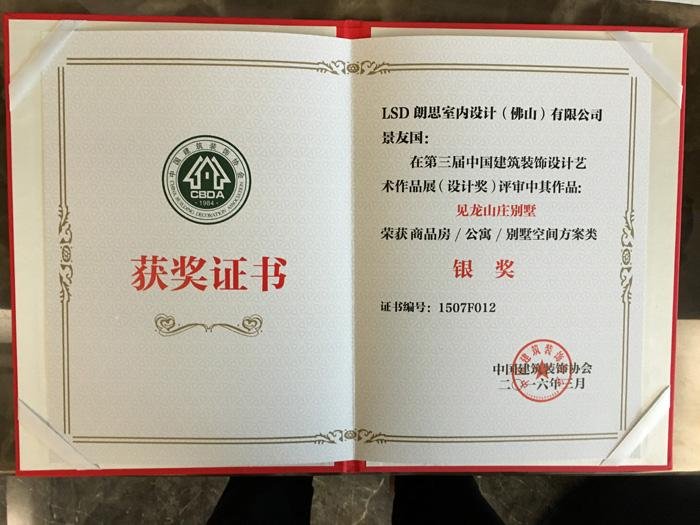 中国建筑装饰协会
CBDA
·1984·
CHINA BUILDING DECORATION ASSOCIATION
获奖证书
LSD 朗思室内设计（佛山）有限公司
景友国：
在第三届中国建筑装饰设计艺
术作品展（设计奖）评审中其作品：
见龙山庄别墅
荣获 商品房 / 公寓 / 别墅空间方案类
银 奖
证书编号：1507F012
中国建筑装饰协会
二〇一六年三月